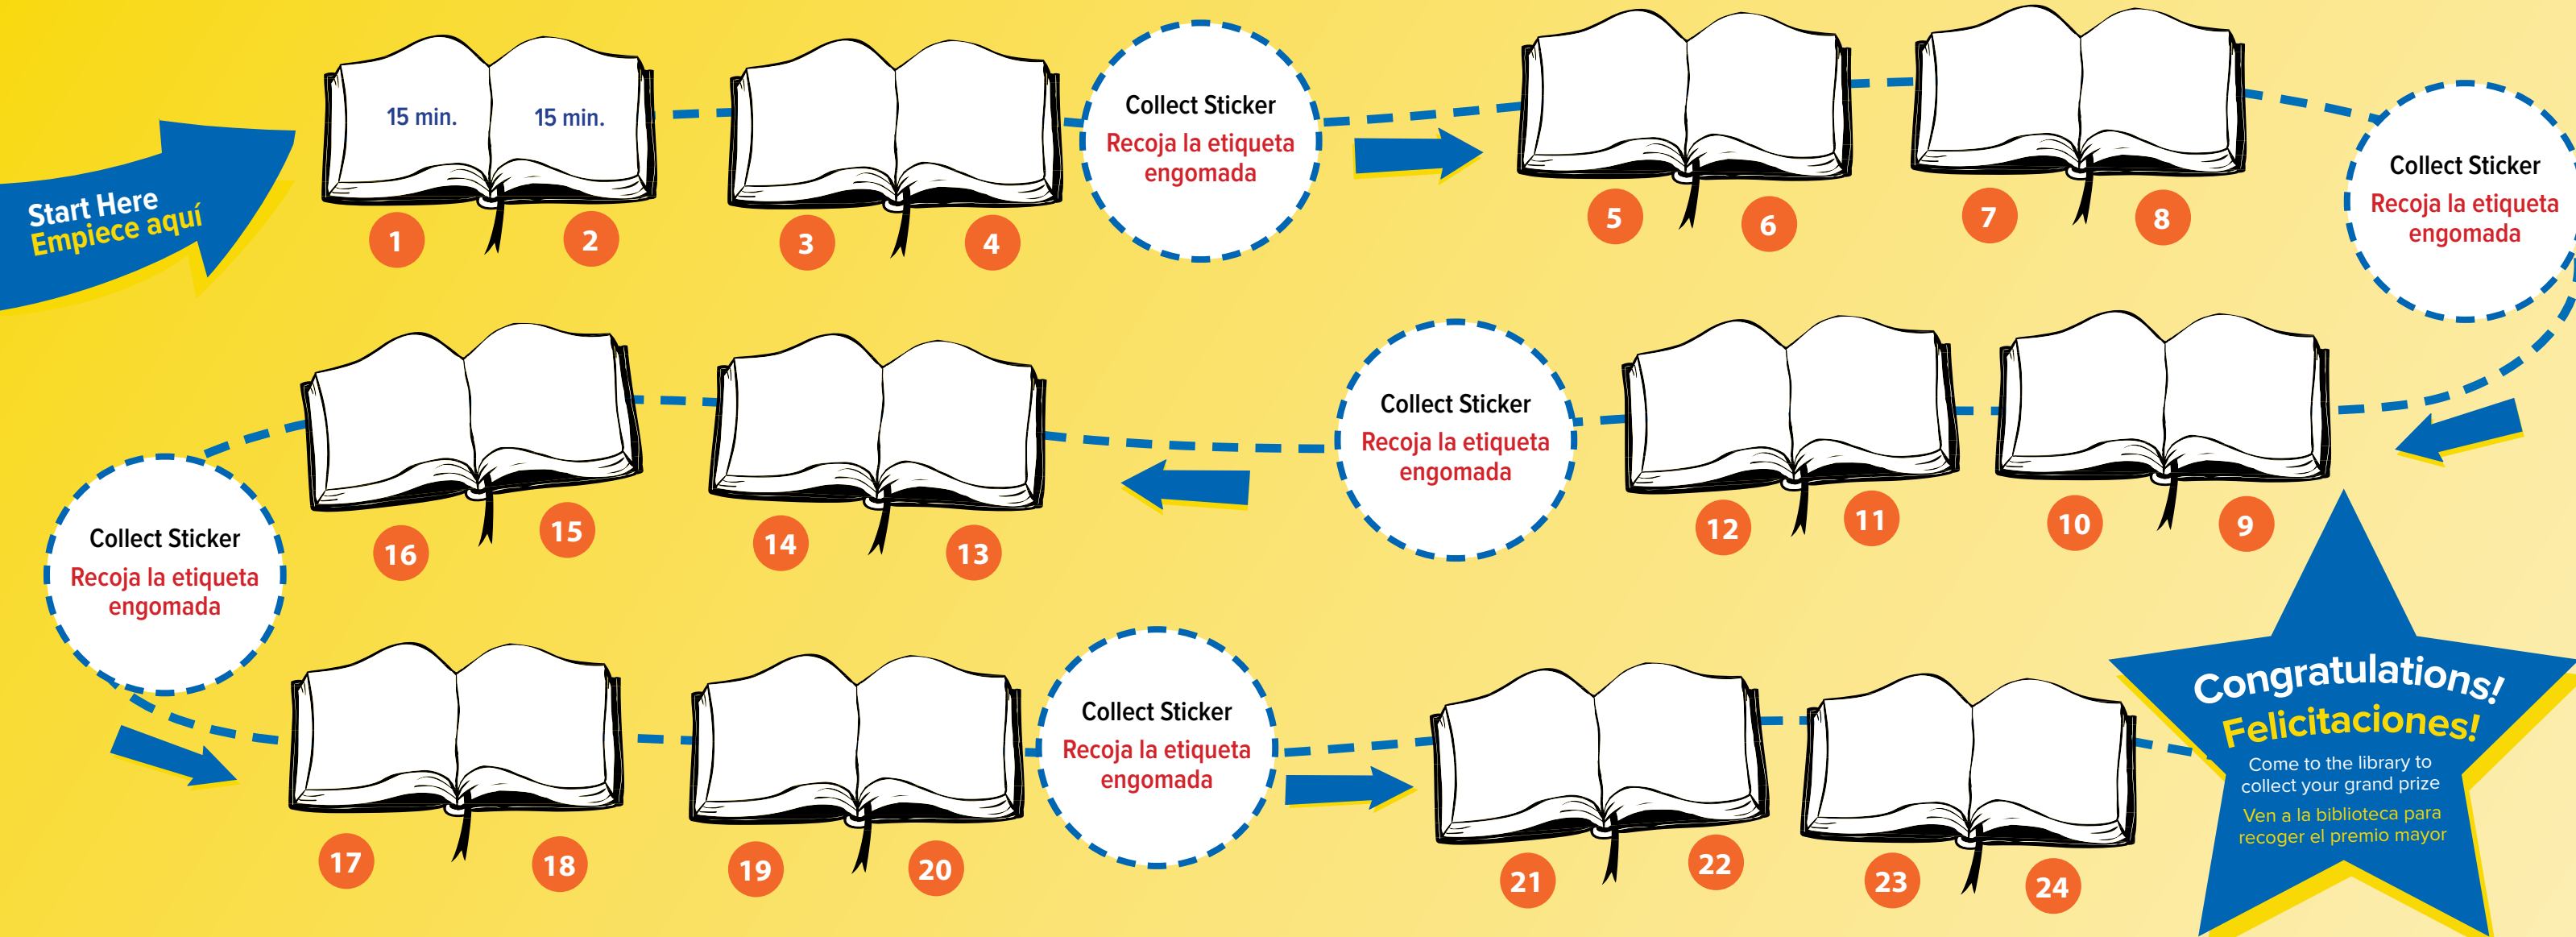 Start Here
Empiece aquí
15 min.
15 min.
1
2
3
4
Collect Sticker
Recoja la etiqueta
engomada
5
6
7
8
Collect Sticker
Recoja la etiqueta
engomada
9
10
11
12
Collect Sticker
Recoja la etiqueta
engomada
13
14
15
16
Collect Sticker
Recoja la etiqueta
engomada
17
18
19
20
Collect Sticker
Recoja la etiqueta
engomada
21
22
23
24
Congratulations!
Felicitaciones!
Come to the library to
collect your grand prize
Ven a la biblioteca para
recoger el premio mayor